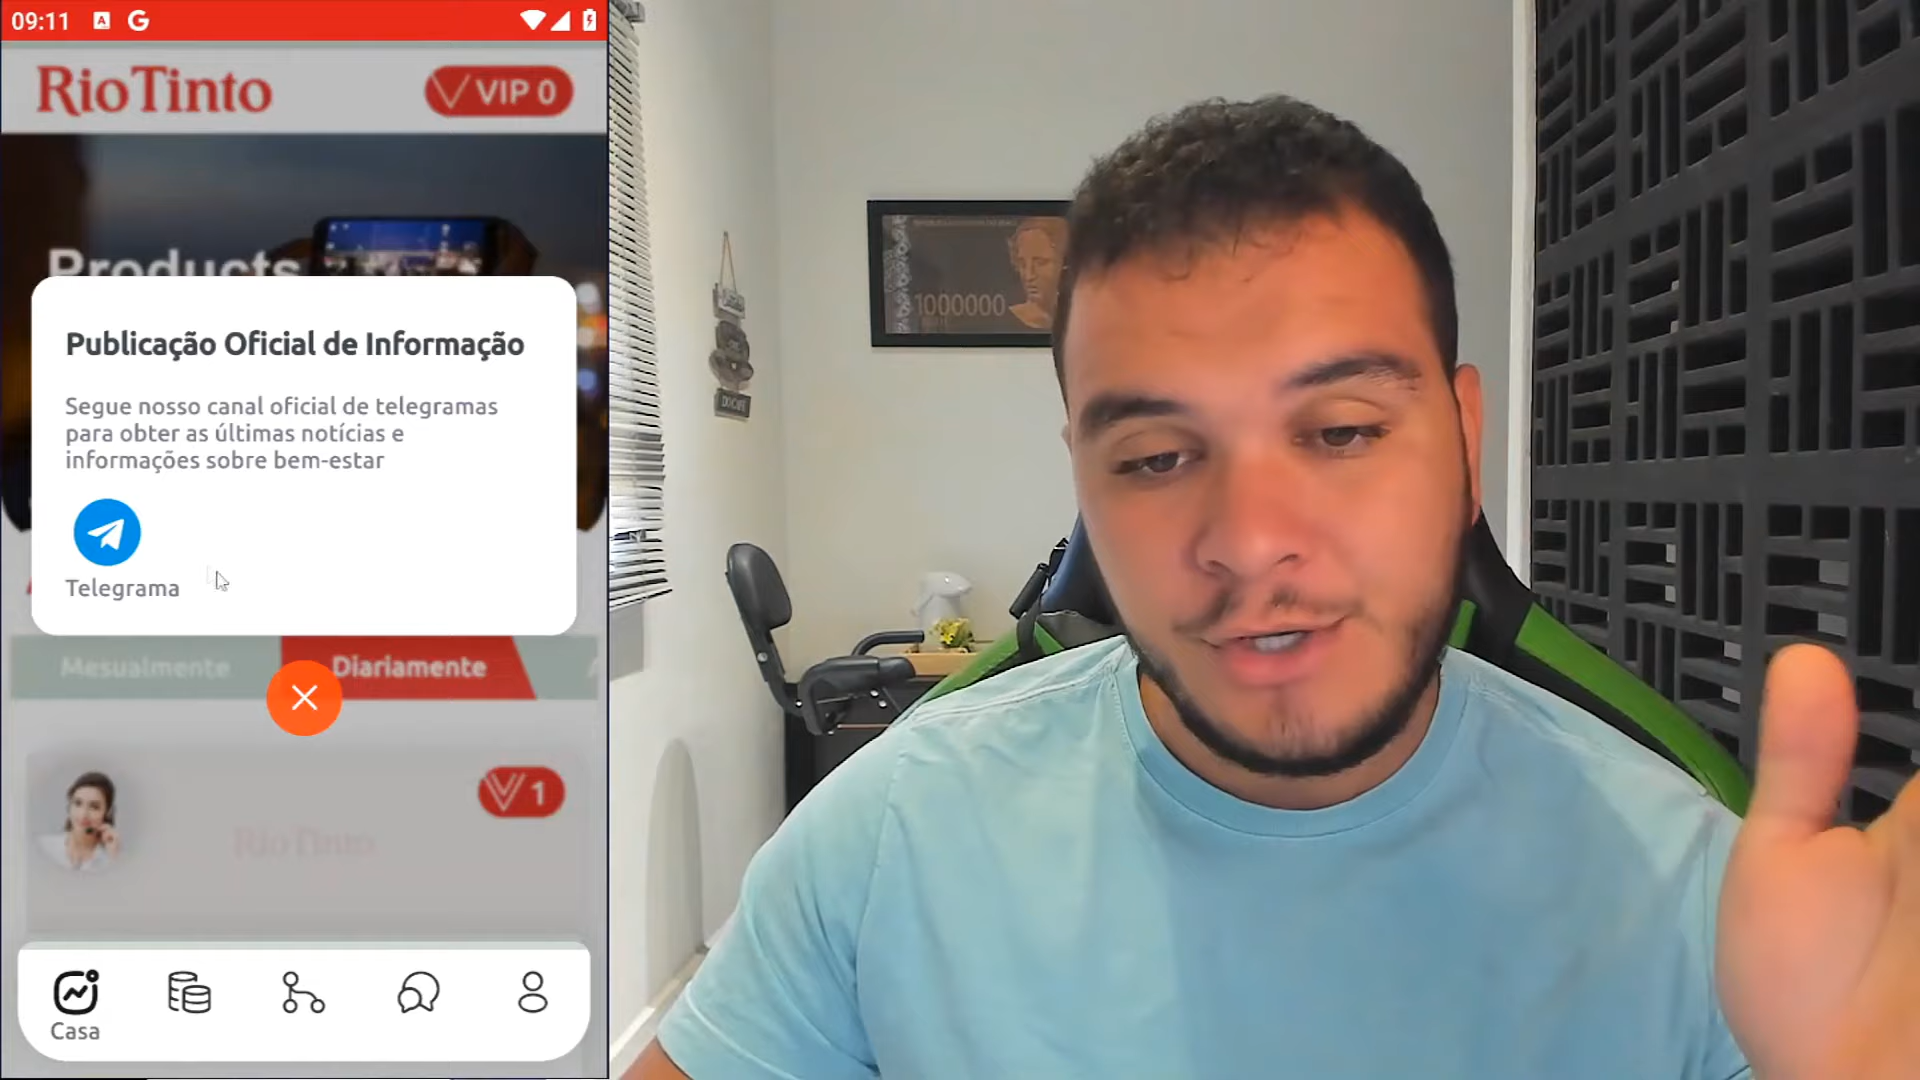 09:11
RioTinto
VIP 0
Products
Publicação Oficial de Informação
Segue nosso canal oficial de telegramas
para obter as últimas notícias e
informações sobre bem-estar
Telegrama
Mesualmente
Diariamente
1
RioTinto
Casa
1000000